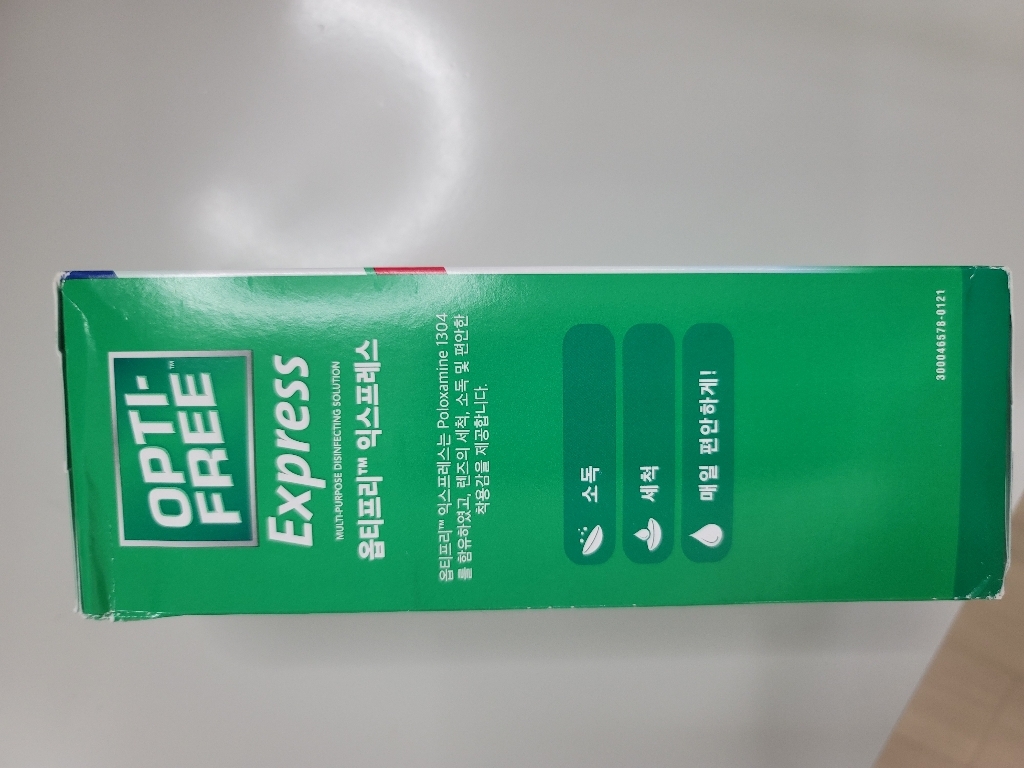 OPTI-
FREE™
Express
MULTI-PURPOSE DISINFECTING SOLUTION
옵티프리™ 익스프레스
옵티프리™ 익스프레스는 Poloxamine 1304
를 함유하였고, 렌즈의 세척, 소독 및 편안한
착용감을 제공합니다.
소독
세척
매일 편안하게!
300046578-0121